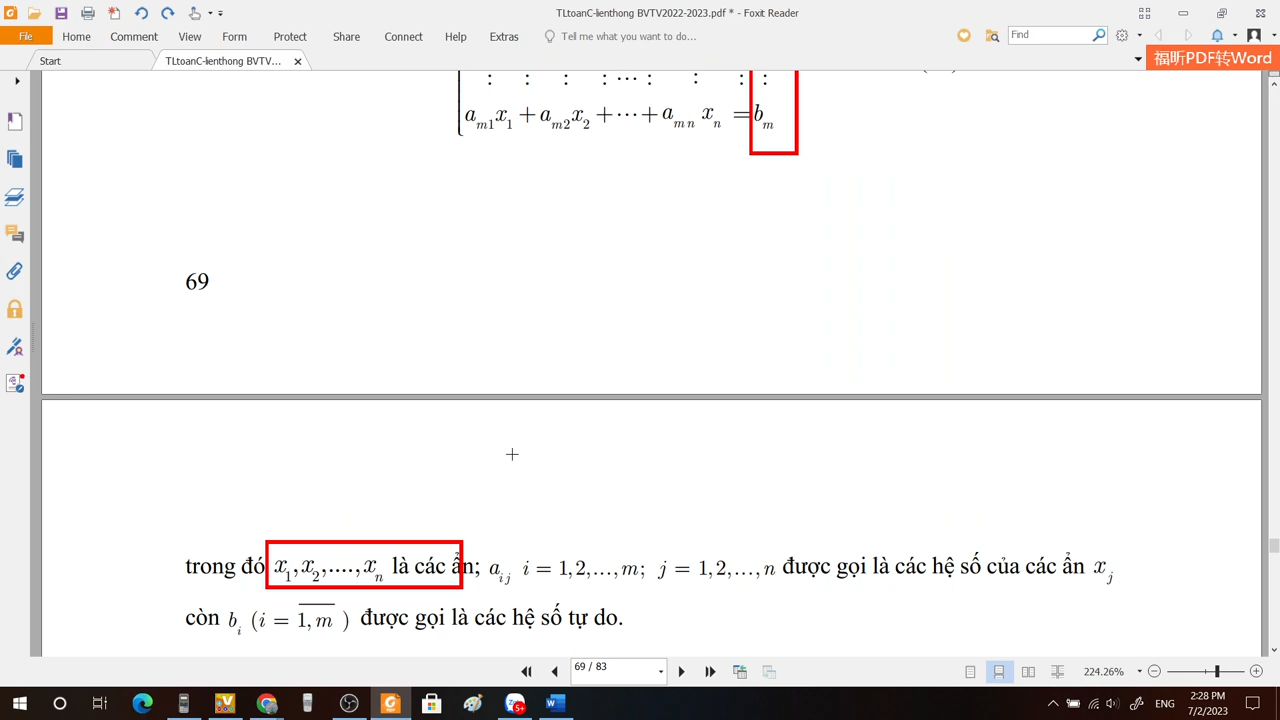 TLtoanC-lienthong BVTV2022-2023.pdf * - Foxit Reader
File Home Comment View Form Protect Share Connect Help Extras Tell me what you want to do... Find
Start TLtoanC-lienthong BVTV... 福昕PDF转Word
⋮ ⋮ ⋮ ⋯ ⋮ ⋮ ⋮ ⋮
a_{m1}x_1 + a_{m2}x_2 + ⋯ + a_{mn} x_n = b_m
69
trong đó x_1, x_2, ...., x_n là các ẩn; a_{ij} i = 1, 2, ..., m; j = 1, 2, ..., n được gọi là các hệ số của các ẩn x_j
còn b_i (i = \overline{1, m} ) được gọi là các hệ số tự do.
69 / 83 224.26%
5+ ENG 2:28 PM
7/2/2023